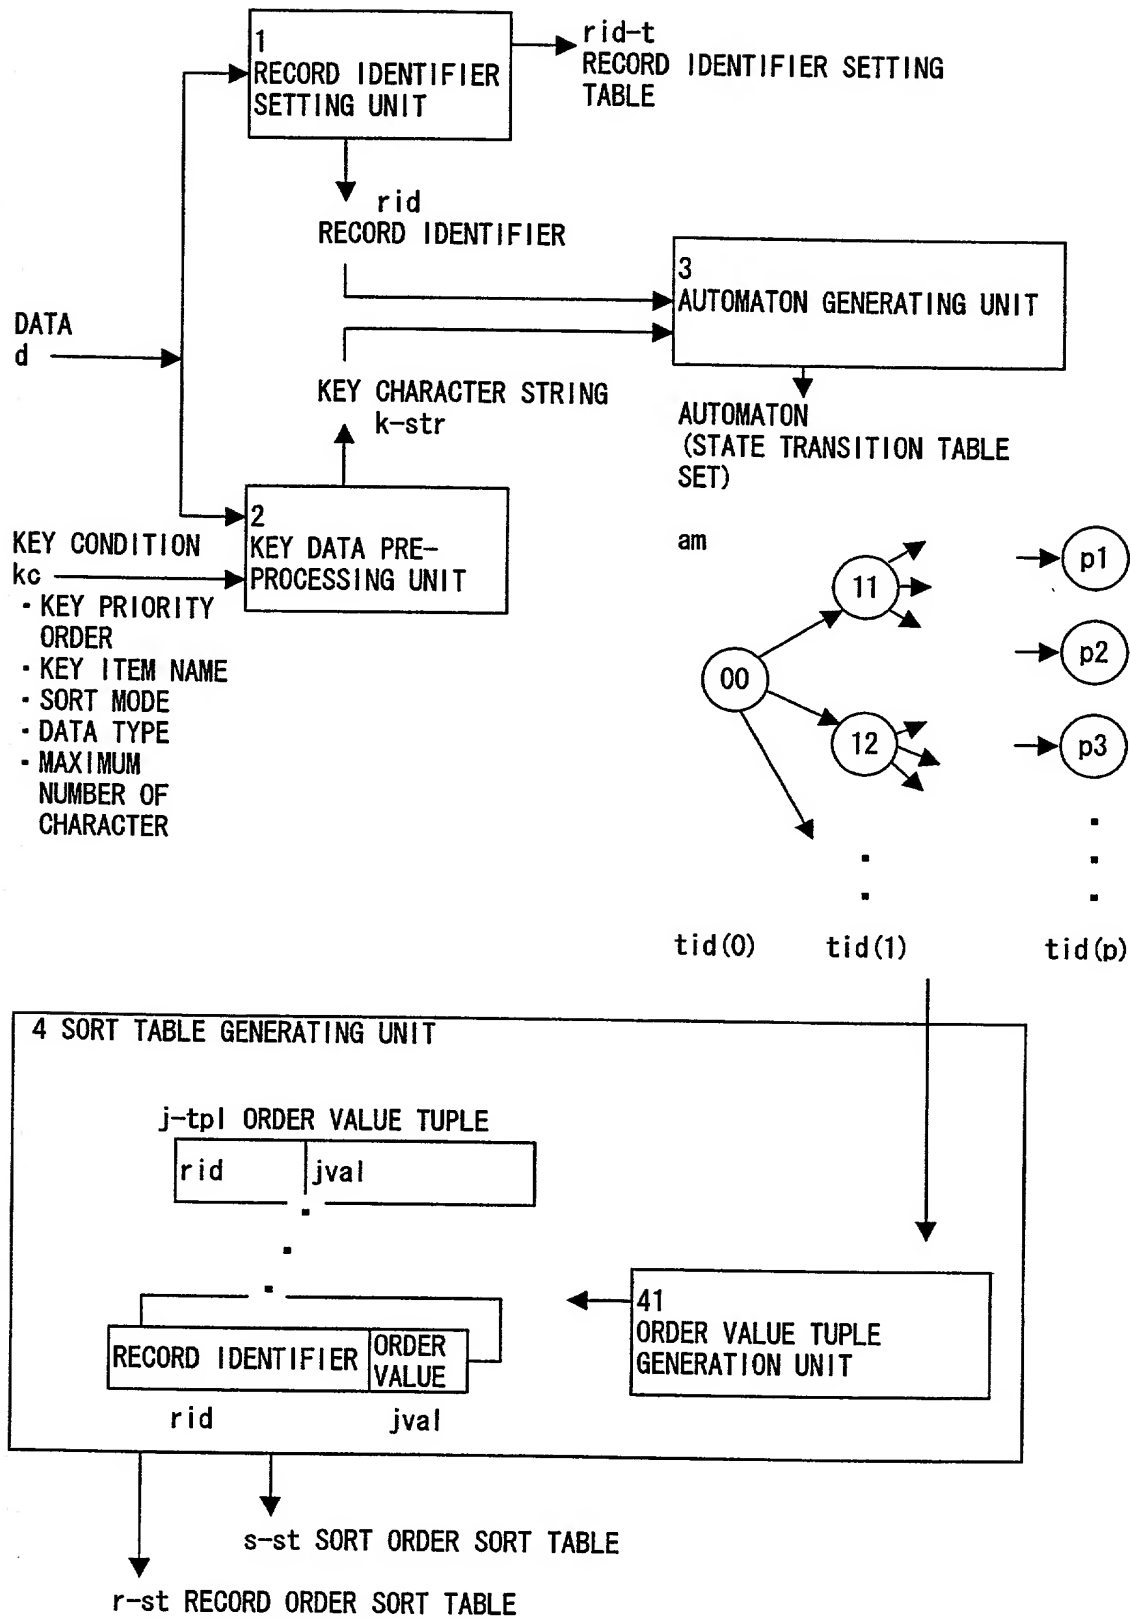 1
RECORD IDENTIFIER
SETTING UNIT
rid-t
RECORD IDENTIFIER SETTING
TABLE
rid
RECORD IDENTIFIER
3
AUTOMATON GENERATING UNIT
DATA
d
KEY CHARACTER STRING
k-str
AUTOMATON
(STATE TRANSITION TABLE
SET)
2
KEY DATA PRE-
PROCESSING UNIT
KEY CONDITION
kc
・KEY PRIORITY
ORDER
・KEY ITEM NAME
・SORT MODE
・DATA TYPE
・MAXIMUM
NUMBER OF
CHARACTER
am
11
p1
00
p2
12
p3
tid(0)
tid(1)
tid(p)
4 SORT TABLE GENERATING UNIT
j-tpl ORDER VALUE TUPLE
rid
jval
41
ORDER VALUE TUPLE
GENERATION UNIT
RECORD IDENTIFIER
ORDER
VALUE
rid
jval
s-st SORT ORDER SORT TABLE
r-st RECORD ORDER SORT TABLE